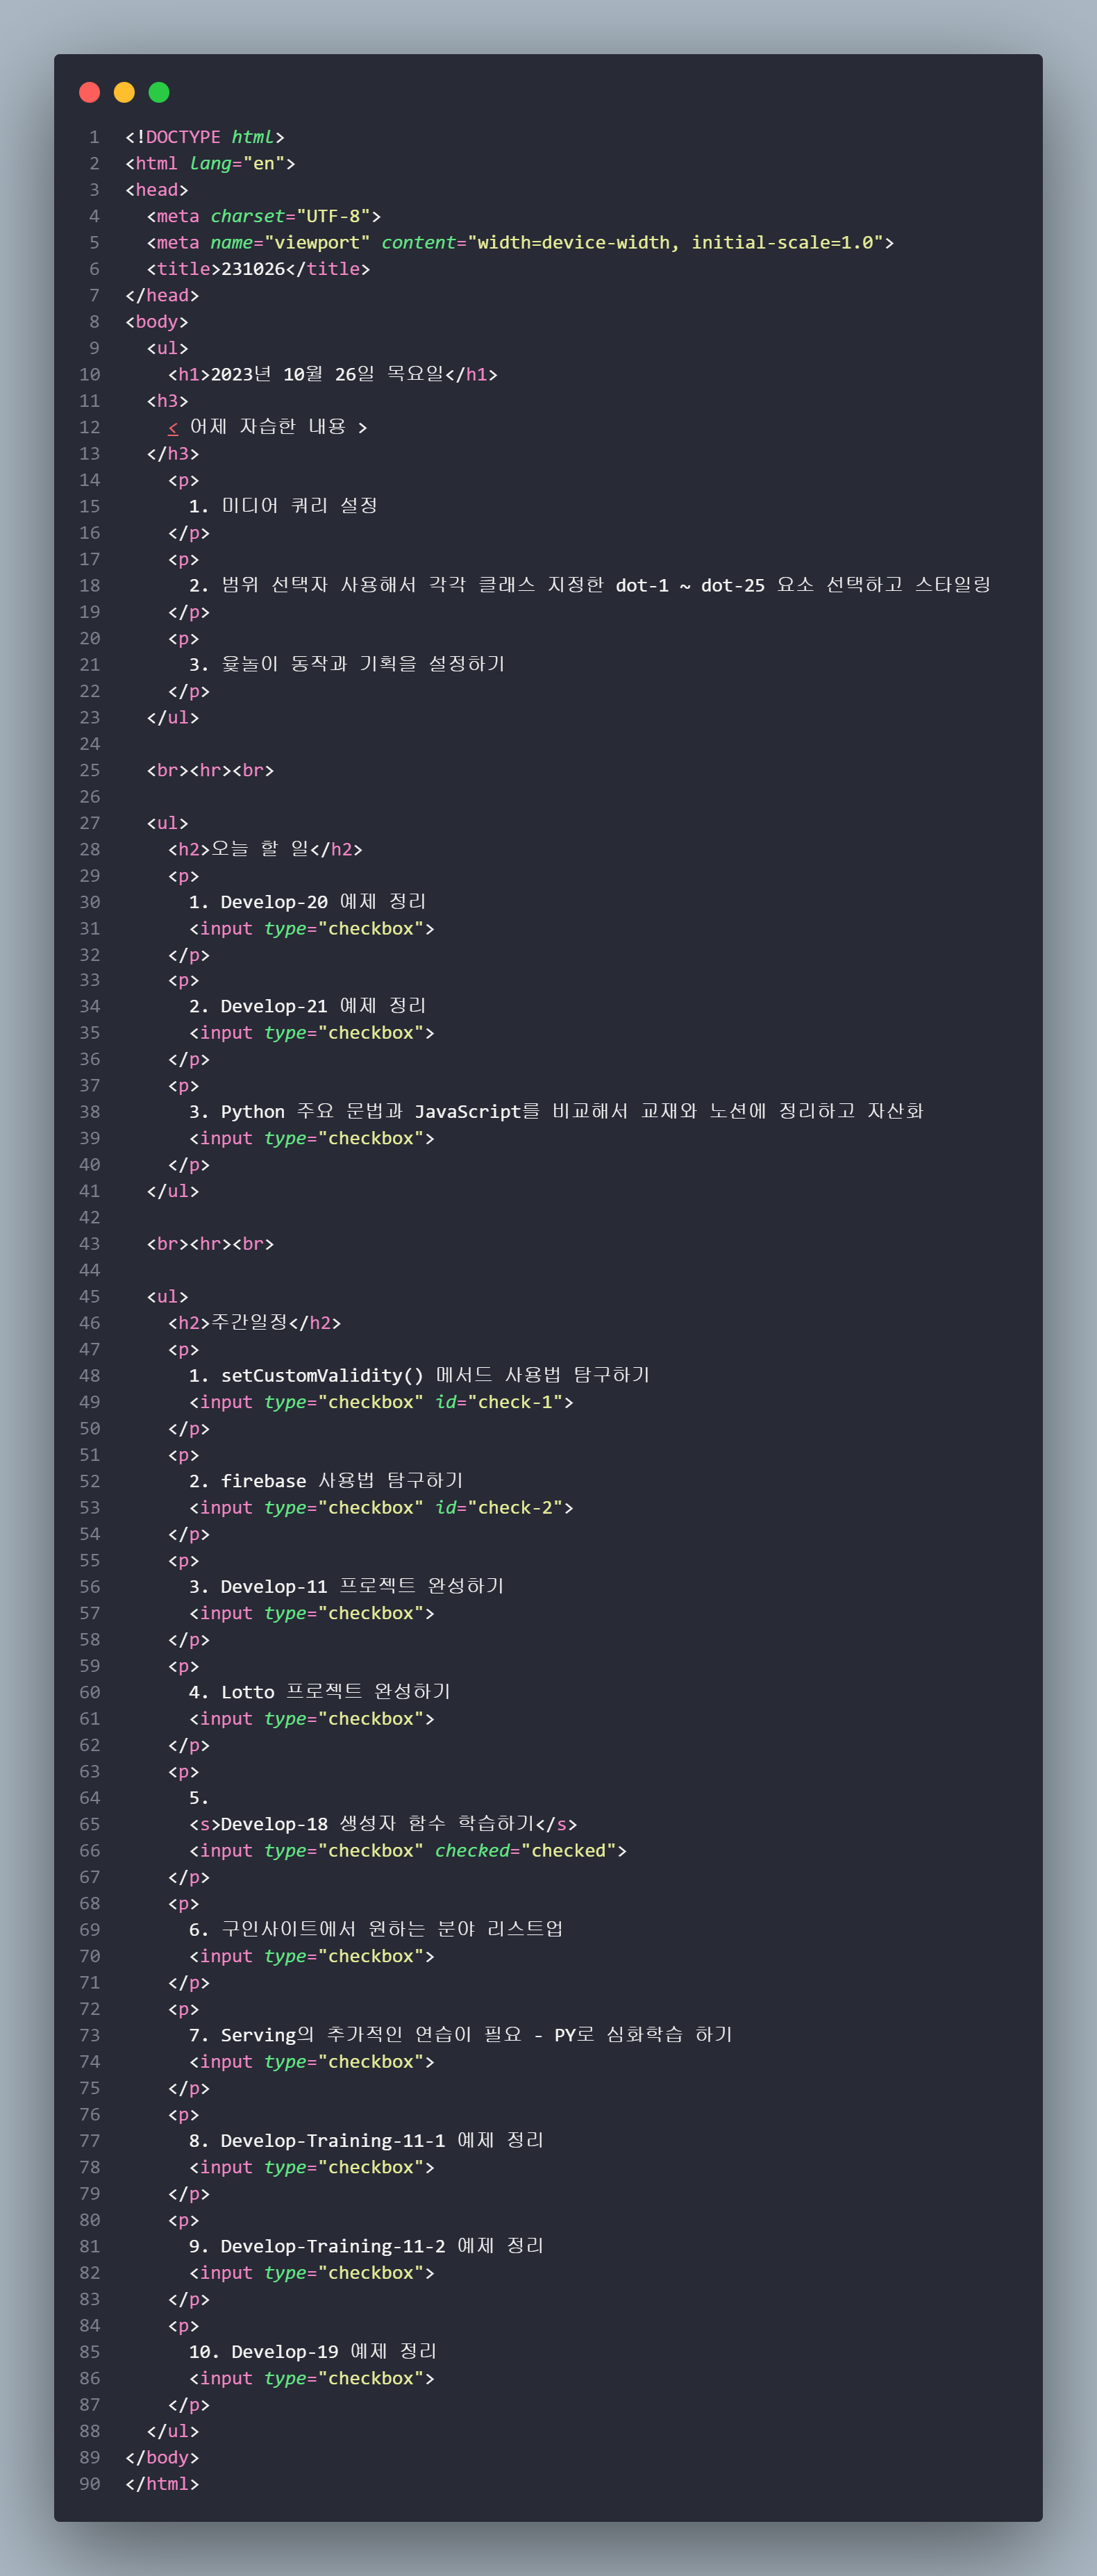 1 <!DOCTYPE html>
2 <html lang="en">
3 <head>
4   <meta charset="UTF-8">
5   <meta name="viewport" content="width=device-width, initial-scale=1.0">
6   <title>231026</title>
7 </head>
8 <body>
9   <ul>
10     <h1>2023년 10월 26일 목요일</h1>
11   <h3>
12     < 어제 자습한 내용 >
13   </h3>
14     <p>
15       1. 미디어 쿼리 설정
16     </p>
17     <p>
18       2. 범위 선택자 사용해서 각각 클래스 지정한 dot-1 ~ dot-25 요소 선택하고 스타일링
19     </p>
20     <p>
21       3. 윷놀이 동작과 기획을 설정하기
22     </p>
23   </ul>
24
25   <br><hr><br>
26
27   <ul>
28     <h2>오늘 할 일</h2>
29     <p>
30       1. Develop-20 예제 정리
31       <input type="checkbox">
32     </p>
33     <p>
34       2. Develop-21 예제 정리
35       <input type="checkbox">
36     </p>
37     <p>
38       3. Python 주요 문법과 JavaScript를 비교해서 교재와 노션에 정리하고 자산화
39       <input type="checkbox">
40     </p>
41   </ul>
42
43   <br><hr><br>
44
45   <ul>
46     <h2>주간일정</h2>
47     <p>
48       1. setCustomValidity() 메서드 사용법 탐구하기
49       <input type="checkbox" id="check-1">
50     </p>
51     <p>
52       2. firebase 사용법 탐구하기
53       <input type="checkbox" id="check-2">
54     </p>
55     <p>
56       3. Develop-11 프로젝트 완성하기
57       <input type="checkbox">
58     </p>
59     <p>
60       4. Lotto 프로젝트 완성하기
61       <input type="checkbox">
62     </p>
63     <p>
64       5.
65       <s>Develop-18 생성자 함수 학습하기</s>
66       <input type="checkbox" checked="checked">
67     </p>
68     <p>
69       6. 구인사이트에서 원하는 분야 리스트업
70       <input type="checkbox">
71     </p>
72     <p>
73       7. Serving의 추가적인 연습이 필요 - PY로 심화학습 하기
74       <input type="checkbox">
75     </p>
76     <p>
77       8. Develop-Training-11-1 예제 정리
78       <input type="checkbox">
79     </p>
80     <p>
81       9. Develop-Training-11-2 예제 정리
82       <input type="checkbox">
83     </p>
84     <p>
85       10. Develop-19 예제 정리
86       <input type="checkbox">
87     </p>
88   </ul>
89 </body>
90 </html>